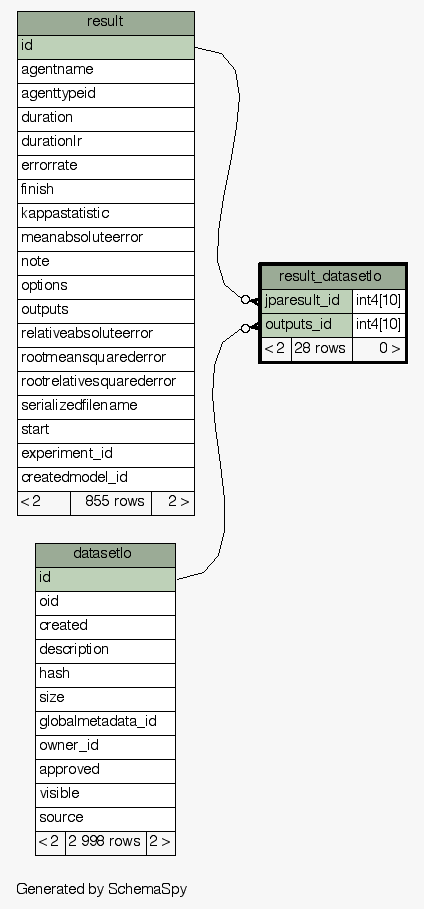 result
id
agentname
agenttypeid
duration
durationlr
errorrate
finish
kappastatistic
meanabsoluteerror
note
options
outputs
relativeabsoluteerror
rootmeansquarederror
rootrelativesquarederror
serializedfilename
start
experiment_id
createdmodel_id
< 2 855 rows 2 >
result_datasetlo
jparesult_id int4[10]
outputs_id int4[10]
< 2 28 rows 0 >
datasetlo
id
oid
created
description
hash
size
globalmetadata_id
owner_id
approved
visible
source
< 2 2 998 rows 2 >
Generated by SchemaSpy